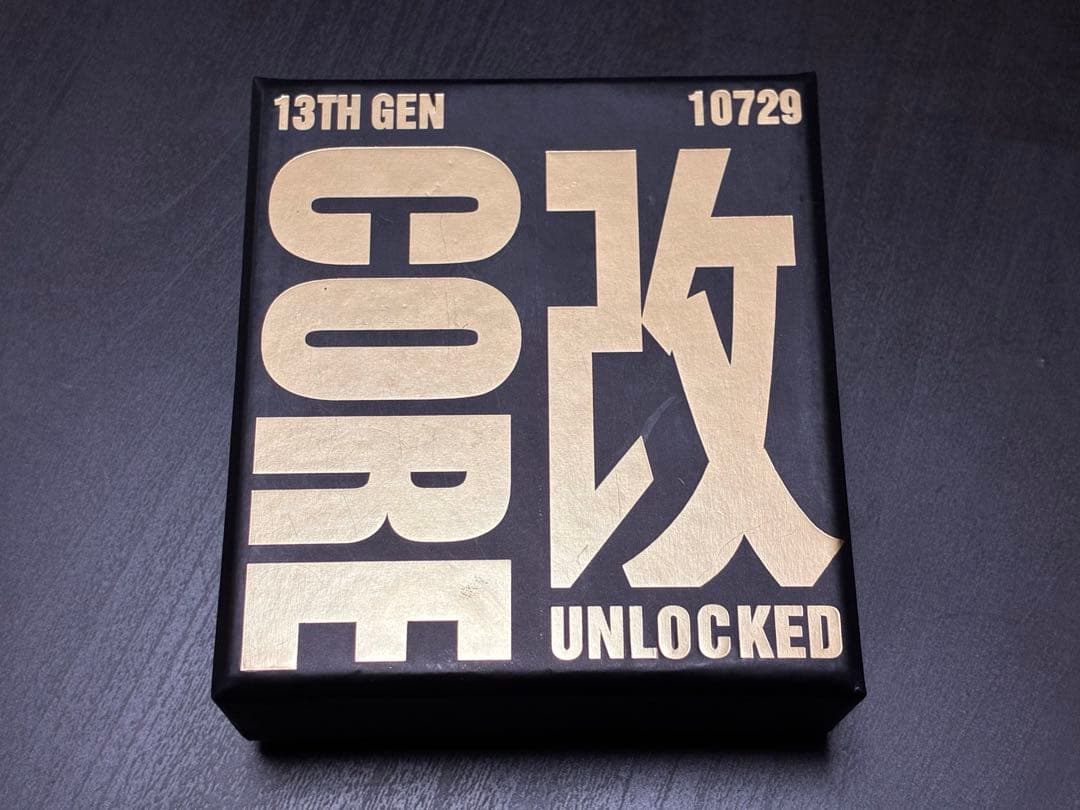 13TH GEN
10729
CORE
改
UNLOCKED